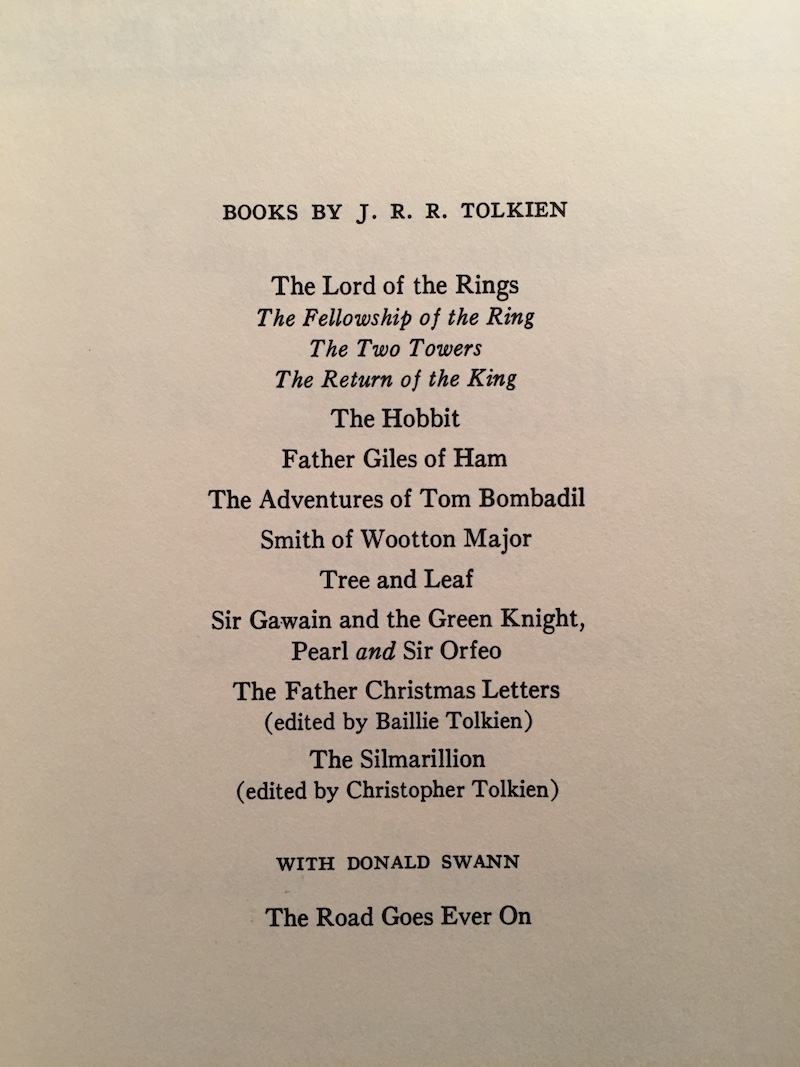 BOOKS BY J. R. R. TOLKIEN
The Lord of the Rings
The Fellowship of the Ring
The Two Towers
The Return of the King
The Hobbit
Father Giles of Ham
The Adventures of Tom Bombadil
Smith of Wootton Major
Tree and Leaf
Sir Gawain and the Green Knight,
Pearl and Sir Orfeo
The Father Christmas Letters
(edited by Baillie Tolkien)
The Silmarillion
(edited by Christopher Tolkien)
WITH DONALD SWANN
The Road Goes Ever On